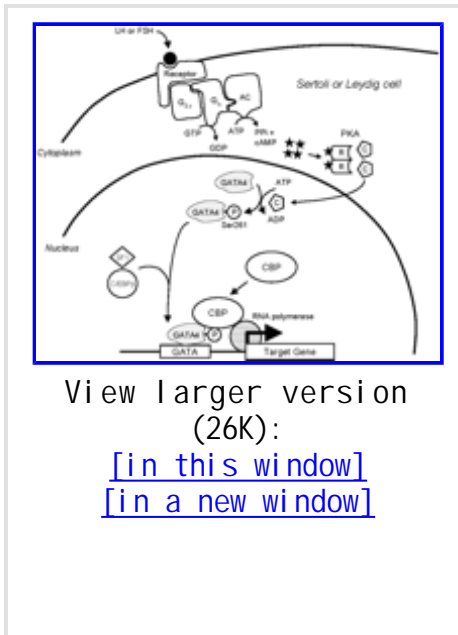 LH or FSH
Receptor
Sertoli or Leydig cell
AC
GTP
GDP
ATP
PPi +
cAMP
PKA
R
C
R
C
Cytoplasm
GATA4
ATP
C
ADP
GATA4
P
Ser261
Nucleus
CBP
CBP
RNA polymerase
GATA4
P
GATA
Target Gene
View larger version
(26K):
[in this window]
[in a new window]